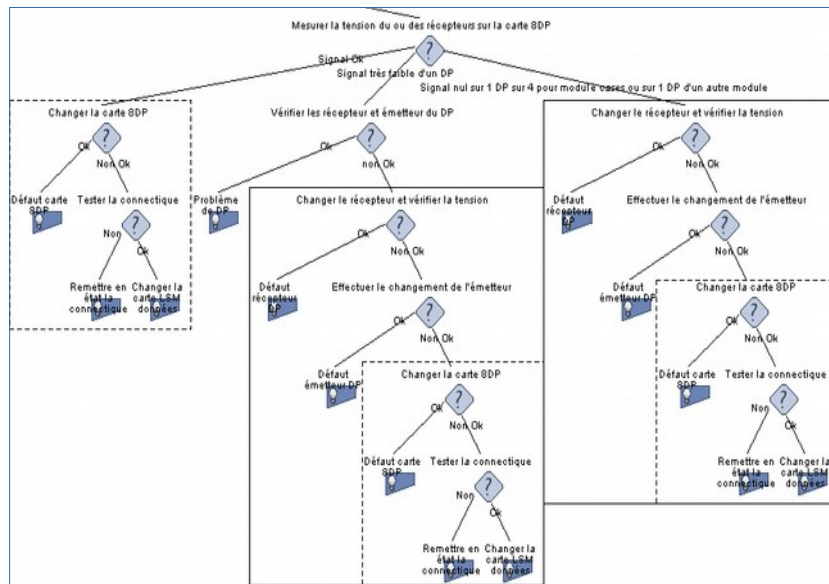 Mesurer la tension du ou des récepteurs sur la carte 8DP
?
Signal Ok
Signal très faible d'un DP
Signal nul sur 1 DP sur 4 pour module cases ou sur 1 DP d'un autre module
Changer la carte 8DP
?
Ok
Non Ok
Défaut carte
8DP
Tester la connectique
?
Non
Ok
Remettre en
état la
connectique
Changer la
carte LSM
données
Vérifier les récepteur et émetteur du DP
?
Ok
non Ok
Problème
de DP
Changer le récepteur et vérifier la tension
?
Ok
Non Ok
Défaut
récepteur
DP
Effectuer le changement de l'émetteur
?
Ok
Non Ok
Défaut
émetteur DP
Changer la carte 8DP
?
Ok
Non Ok
Défaut carte
8DP
Tester la connectique
?
Non
Ok
Remettre en
état la
connectique
Changer la
carte LSM
données
Changer le récepteur et vérifier la tension
?
Ok
Non Ok
Défaut
récepteur
DP
Effectuer le changement de l'émetteur
?
Ok
Non Ok
Défaut
émetteur DP
Changer la carte 8DP
?
Ok
Non Ok
Défaut carte
8DP
Tester la connectique
?
Non
Ok
Remettre en
état la
connectique
Changer la
carte LSM
données